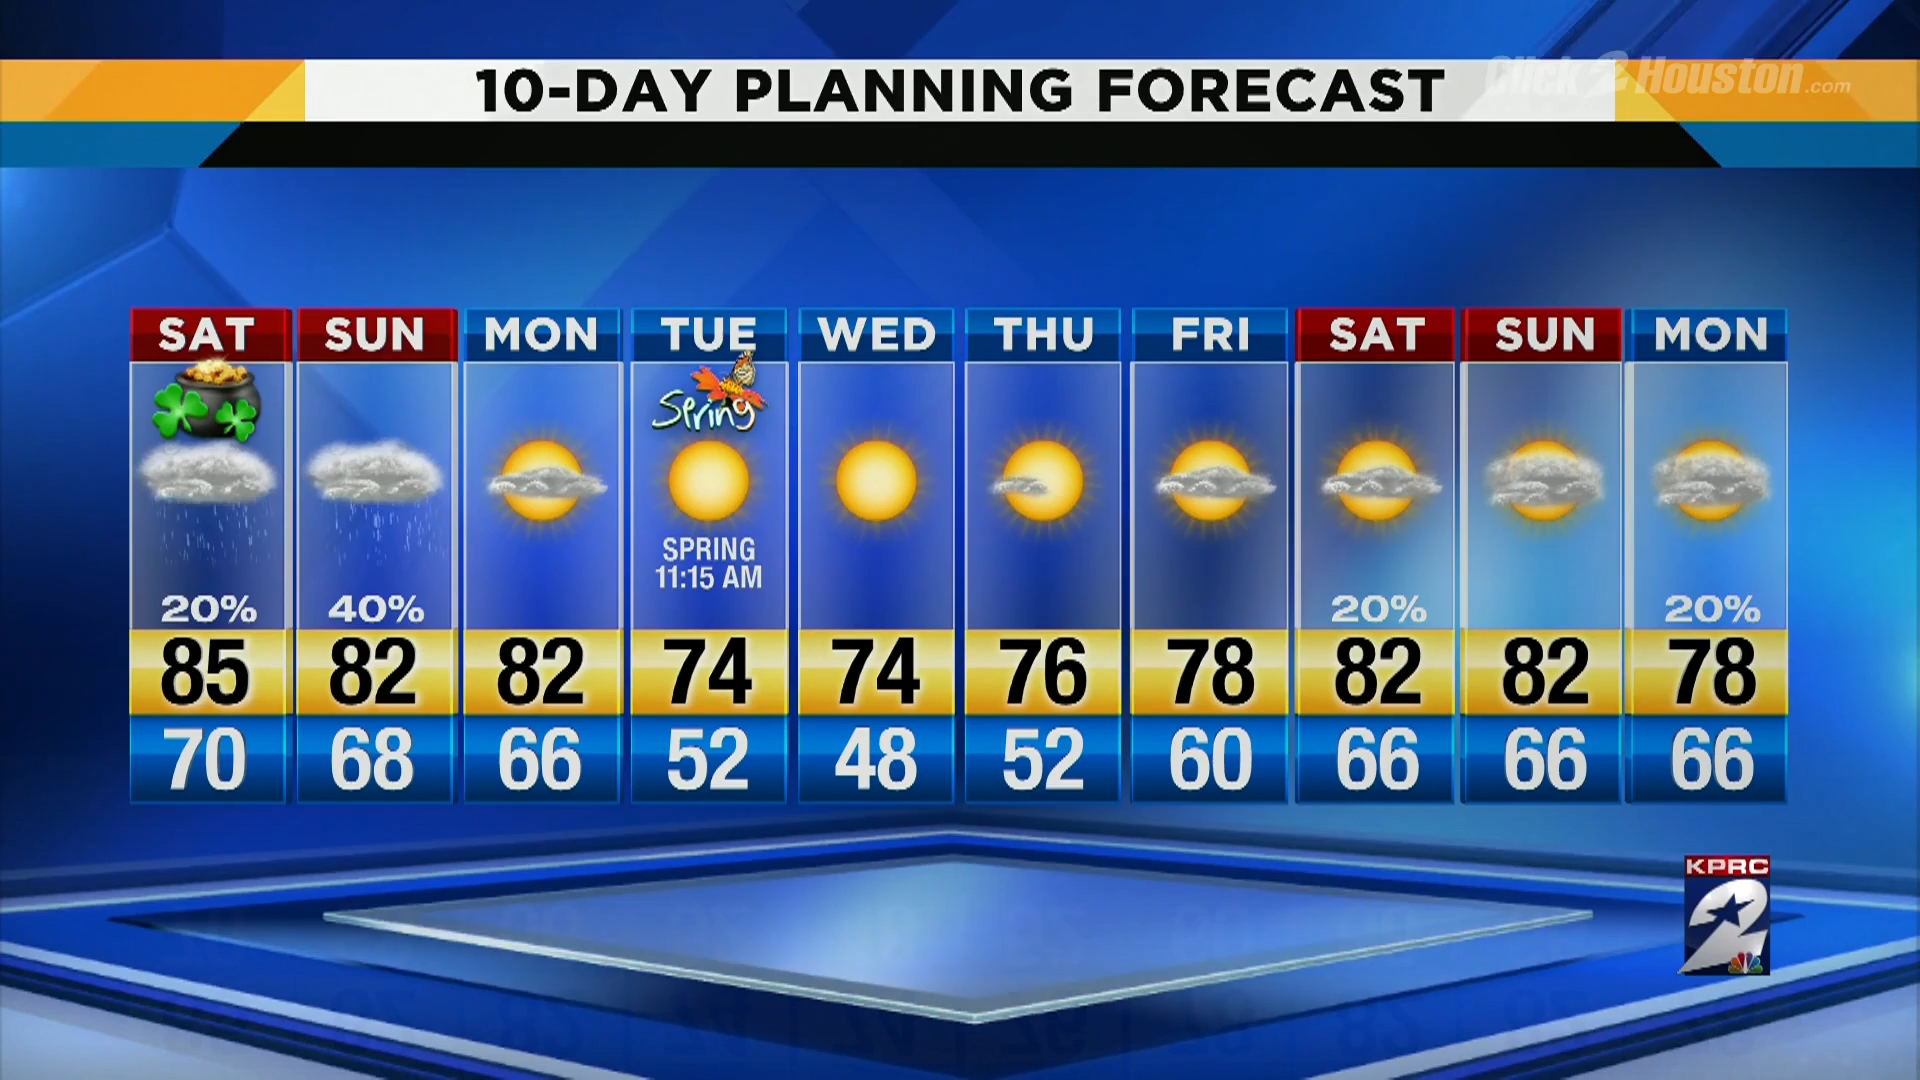 10-DAY PLANNING FORECAST
Click2Houston.com
SAT SUN MON TUE WED THU FRI SAT SUN MON
Spring
SPRING
11:15 AM
20% 40% 20% 20%
85 82 82 74 74 76 78 82 82 78
70 68 66 52 48 52 60 66 66 66
KPRC
2